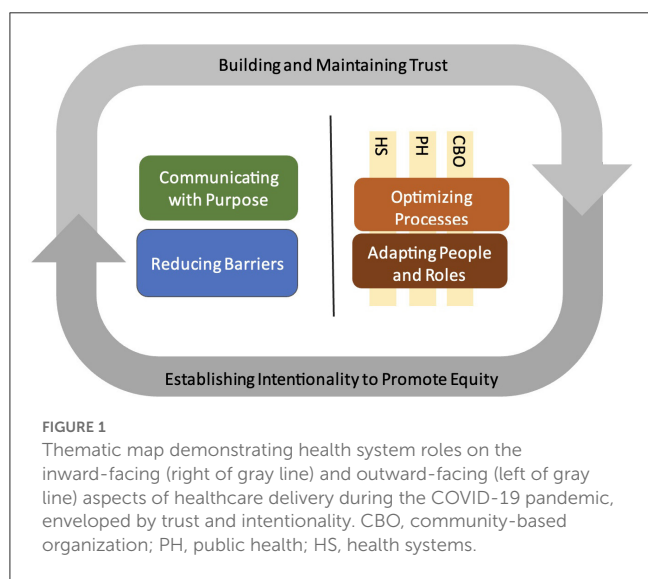 Building and Maintaining Trust
Communicating
with Purpose
Reducing Barriers
HS
PH
CBO
Optimizing
Processes
Adapting People
and Roles
Establishing Intentionality to Promote Equity
FIGURE 1
Thematic map demonstrating health system roles on the
inward-facing (right of gray line) and outward-facing (left of gray
line) aspects of healthcare delivery during the COVID-19 pandemic,
enveloped by trust and intentionality. CBO, community-based
organization; PH, public health; HS, health systems.